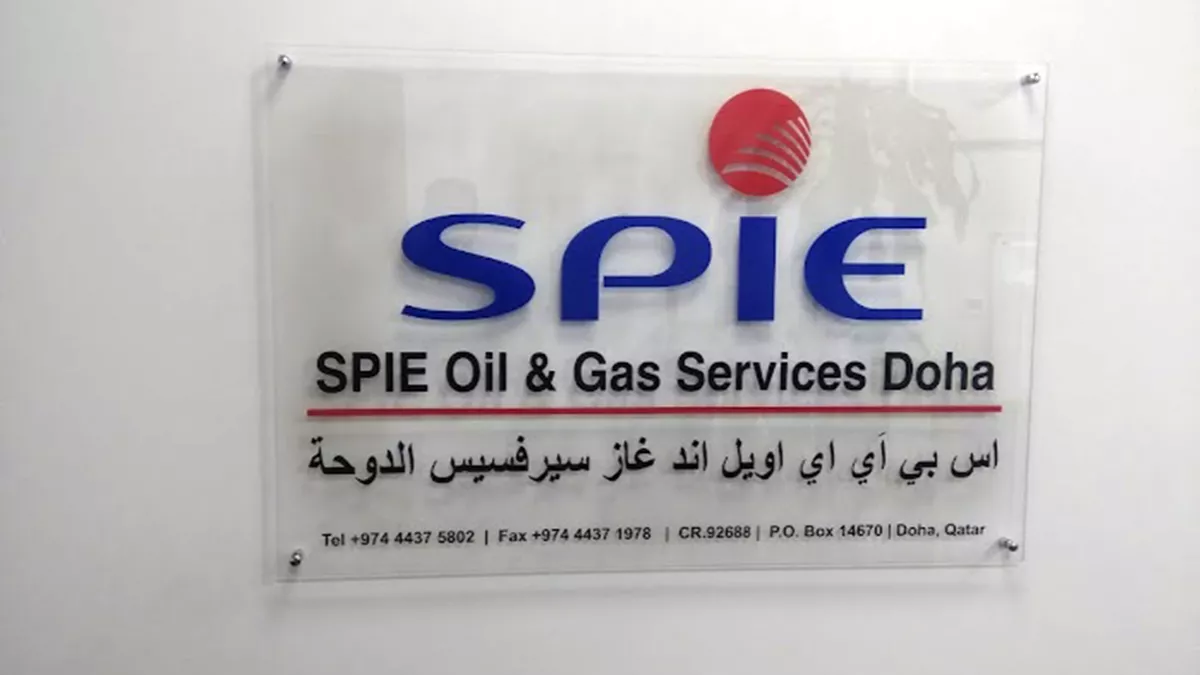 SPIE
SPIE Oil & Gas Services Doha
اس بي آَي اي اويل اند غاز سيرفسيس الدوحة
Tel +974 4437 5802 | Fax +974 4437 1978 | CR.92688 | P.O. Box 14670 | Doha, Qatar